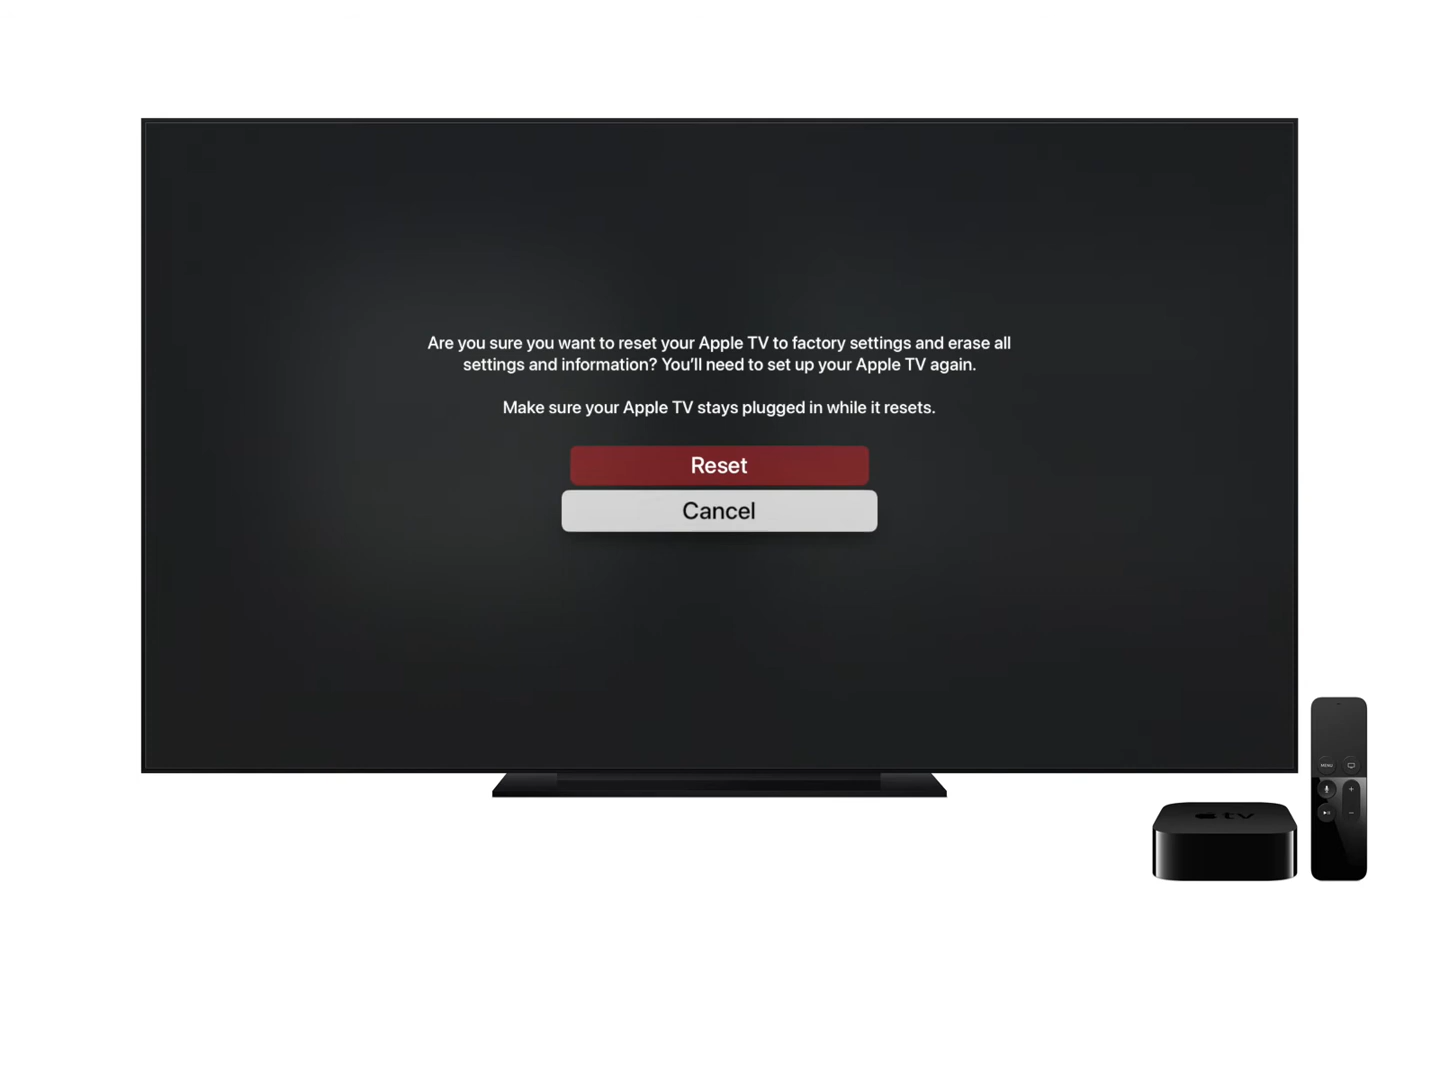 Are you sure you want to reset your Apple TV to factory settings and erase all
settings and information? You’ll need to set up your Apple TV again.
Make sure your Apple TV stays plugged in while it resets.
Reset
Cancel
MENU
tv